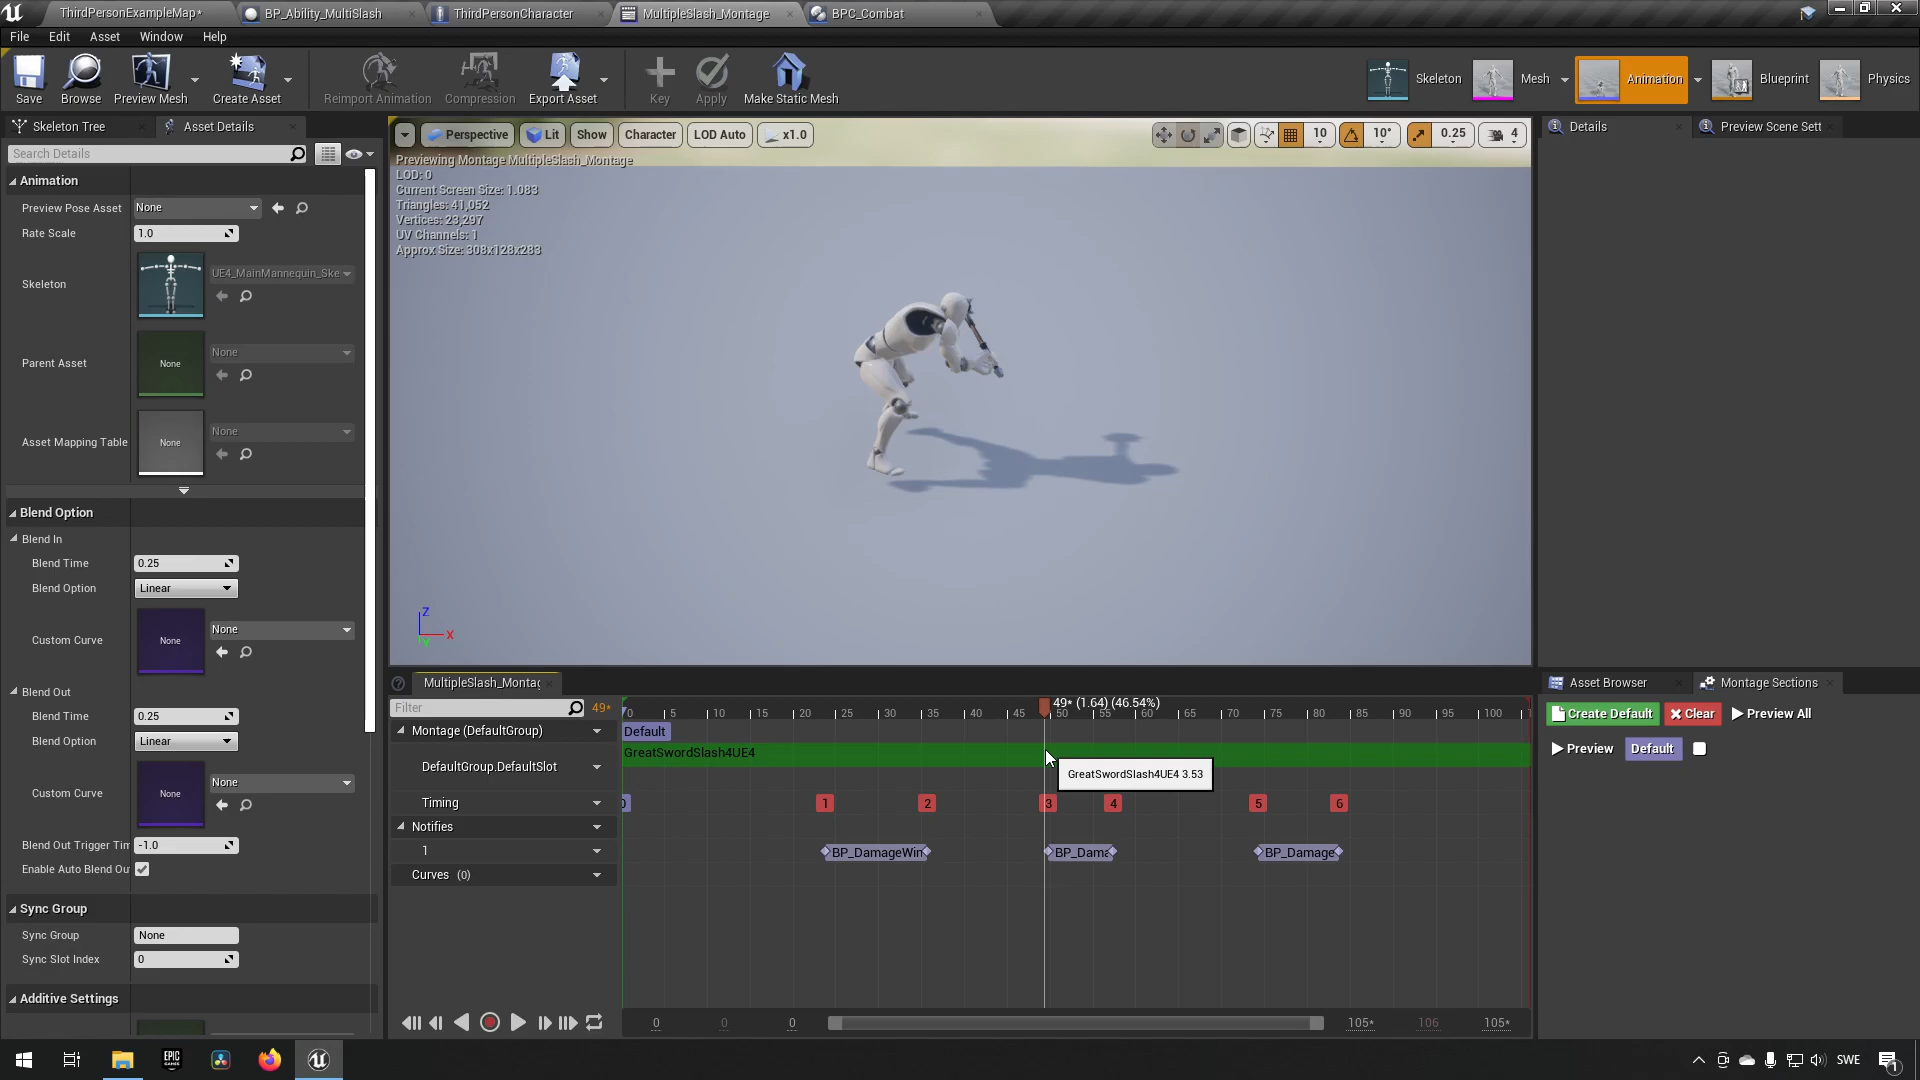 ThirdPersonExampleMap*
BP_Ability_MultiSlash
ThirdPersonCharacter
MultipleSlash_Montage
BPC_Combat
File Edit Asset Window Help
Save
Browse
Preview Mesh
Create Asset
Reimport Animation
Compression
Export Asset
Key
Apply
Make Static Mesh
Skeleton
Mesh
Animation
Blueprint
Physics
Skeleton Tree
Asset Details
Search Details
Animation
Preview Pose Asset None
Rate Scale 1.0
Skeleton UE4_MainMannequin_Ske
Parent Asset None None
Asset Mapping Table None None
Blend Option
Blend In
Blend Time 0.25
Blend Option Linear
Custom Curve None None
Blend Out
Blend Time 0.25
Blend Option Linear
Custom Curve None None
Blend Out Trigger Tim -1.0
Enable Auto Blend Ou
Sync Group
Sync Group None
Sync Slot Index 0
Additive Settings
Perspective Lit Show Character LOD Auto x1.0
10 10° 0.25 4
Previewing Montage MultipleSlash_Montage
LOD: 0
Current Screen Size: 1.083
Triangles: 41,052
Vertices: 23,297
UV Channels: 1
Approx Size: 308x128x283
Z
X
Y
MultipleSlash_Montag
Filter 49*
49* (1.64) (46.54%)
0 5 10 15 20 25 30 35 40 45 50 55 60 65 70 75 80 85 90 95 100
Montage (DefaultGroup) Default
GreatSwordSlash4UE4
DefaultGroup.DefaultSlot
GreatSwordSlash4UE4 3.53
Timing 0 1 2 3 4 5 6
Notifies
1 BP_DamageWin BP_Dama BP_Damage
Curves (0)
0 0 0 105* 106 105*
Details
Preview Scene Sett
Asset Browser
Montage Sections
Create Default Clear Preview All
Preview Default
EPIC
GAMES
SWE
1